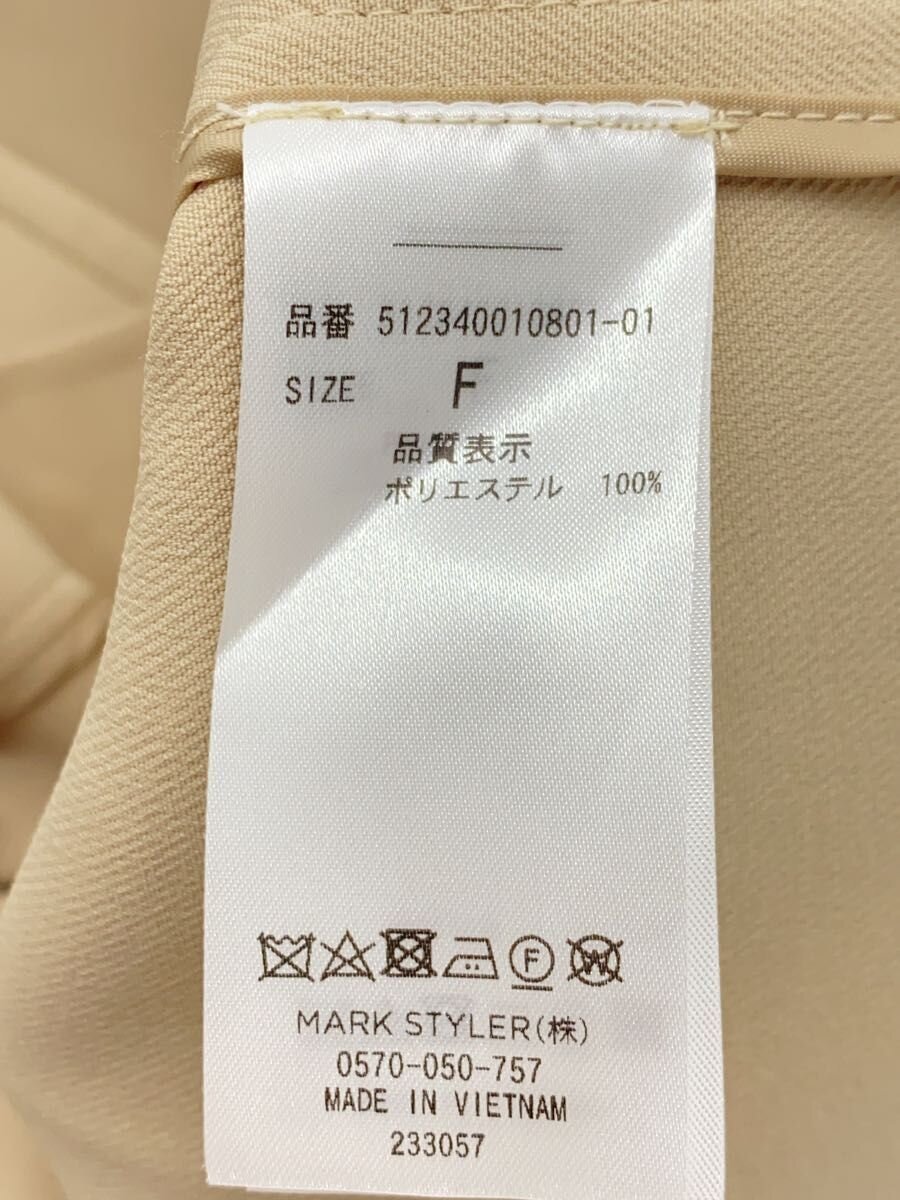 品番 512340010801-01
SIZE F
品質表示
ポリエステル 100%
F W
MARK STYLER(株)
0570-050-757
MADE IN VIETNAM
233057